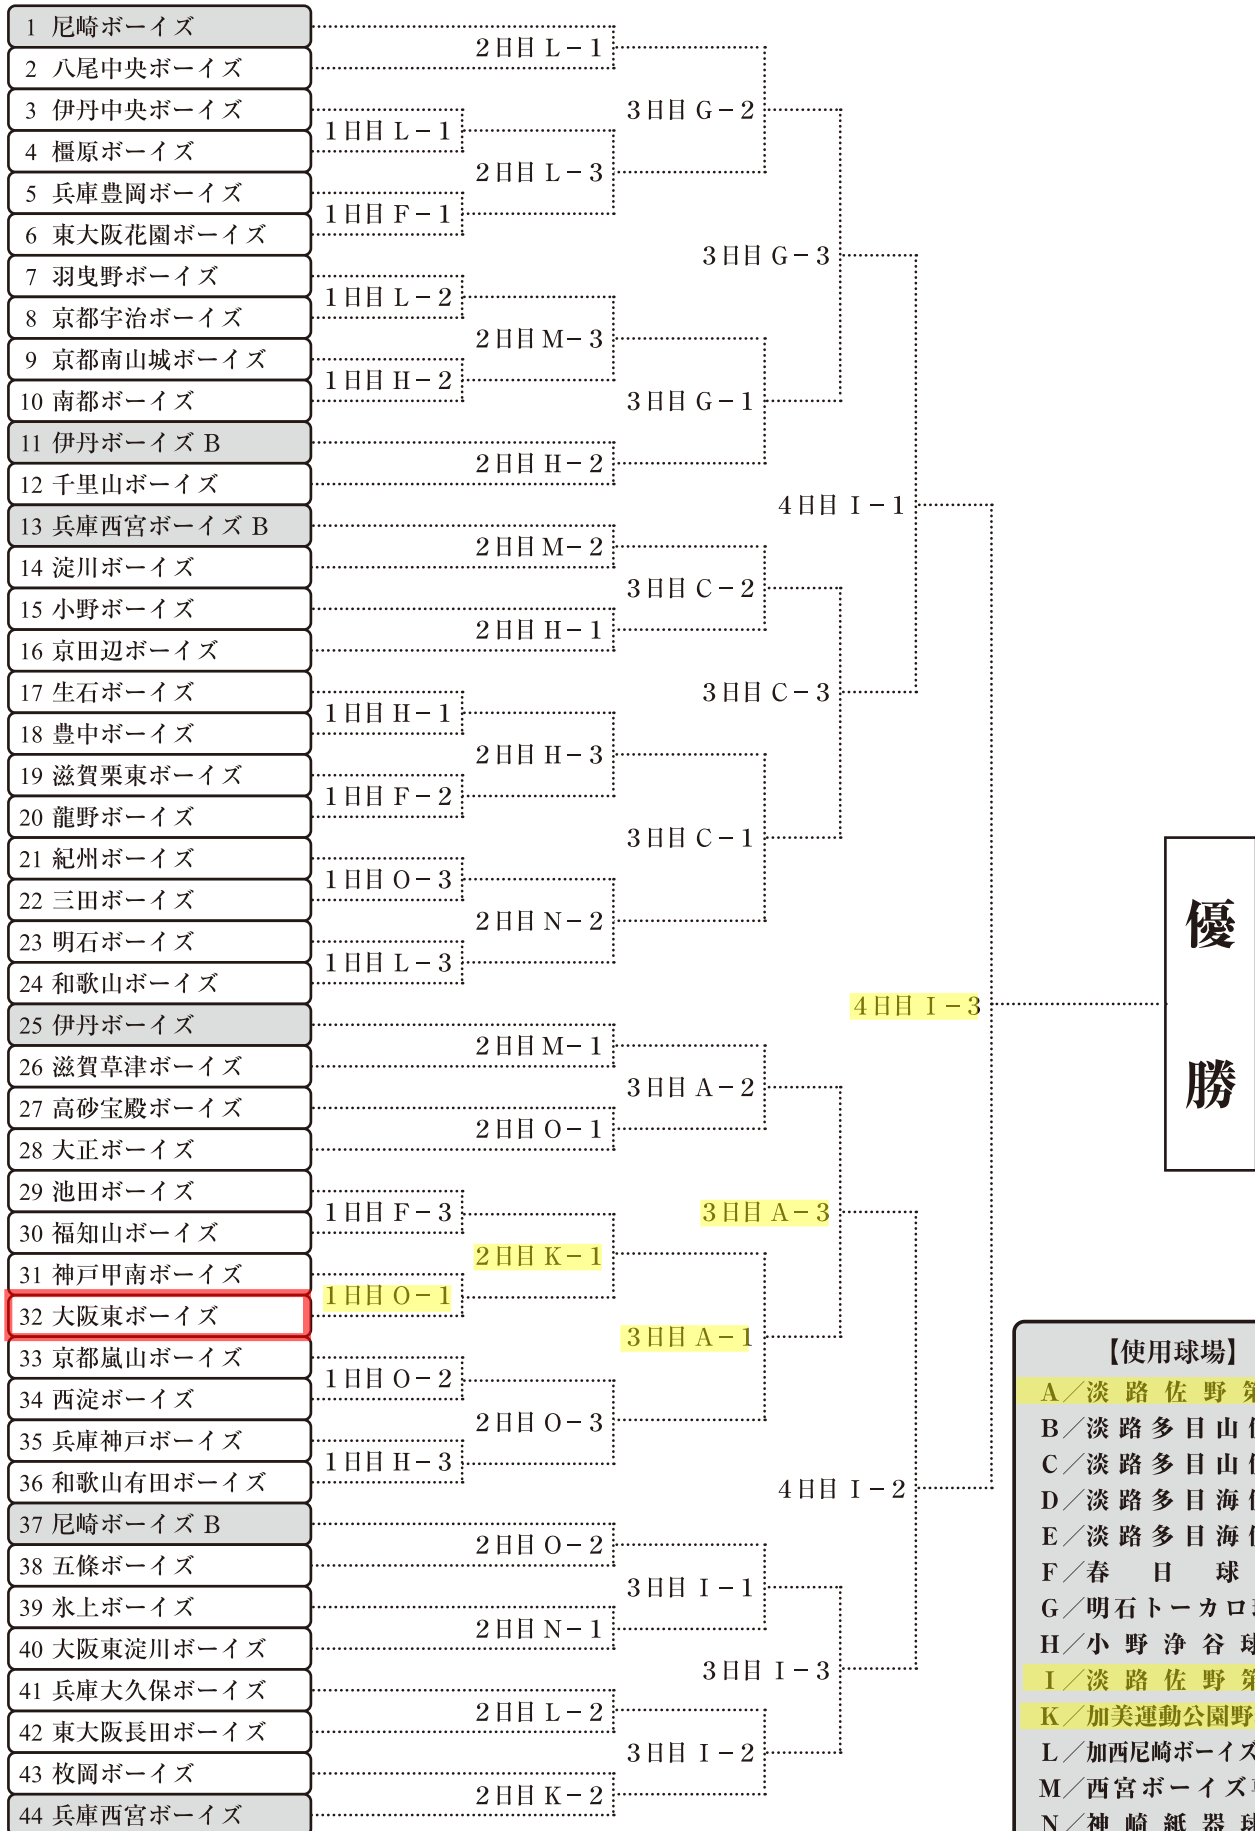 1 尼崎ボーイズ
2 八尾中央ボーイズ
3 伊丹中央ボーイズ
4 橿原ボーイズ
5 兵庫豊岡ボーイズ
6 東大阪花園ボーイズ
7 羽曳野ボーイズ
8 京都宇治ボーイズ
9 京都南山城ボーイズ
10 南都ボーイズ
11 伊丹ボーイズ B
12 千里山ボーイズ
13 兵庫西宮ボーイズ B
14 淀川ボーイズ
15 小野ボーイズ
16 京田辺ボーイズ
17 生石ボーイズ
18 豊中ボーイズ
19 滋賀栗東ボーイズ
20 龍野ボーイズ
21 紀州ボーイズ
22 三田ボーイズ
23 明石ボーイズ
24 和歌山ボーイズ
25 伊丹ボーイズ
26 滋賀草津ボーイズ
27 高砂宝殿ボーイズ
28 大正ボーイズ
29 池田ボーイズ
30 福知山ボーイズ
31 神戸甲南ボーイズ
32 大阪東ボーイズ
33 京都嵐山ボーイズ
34 西淀ボーイズ
35 兵庫神戸ボーイズ
36 和歌山有田ボーイズ
37 尼崎ボーイズ B
38 五條ボーイズ
39 氷上ボーイズ
40 大阪東淀川ボーイズ
41 兵庫大久保ボーイズ
42 東大阪長田ボーイズ
43 枚岡ボーイズ
44 兵庫西宮ボーイズ
1日目 L－1
1日目 F－1
1日目 L－2
1日目 H－2
1日目 H－1
1日目 F－2
1日目 O－3
1日目 L－3
1日目 F－3
1日目 O－1
1日目 O－2
1日目 H－3
2日目 L－1
2日目 L－3
2日目 M－3
2日目 H－2
2日目 M－2
2日目 H－1
2日目 H－3
2日目 N－2
2日目 M－1
2日目 O－1
2日目 K－1
2日目 O－3
2日目 O－2
2日目 N－1
2日目 L－2
2日目 K－2
3日目 G－2
3日目 G－1
3日目 C－2
3日目 C－1
3日目 A－2
3日目 A－1
3日目 I－1
3日目 I－2
3日目 G－3
3日目 C－3
3日目 A－3
3日目 I－3
4日目 I－1
4日目 I－2
4日目 I－3
優勝
【使用球場】
A／淡路佐野第
B／淡路多目山
C／淡路多目山
D／淡路多目海
E／淡路多目海
F／春日球
G／明石トーカロ
H／小野浄谷球
I／淡路佐野第
K／加美運動公園野
L／加西尼崎ボーイズ
M／西宮ボーイズ
N／神崎紙器球